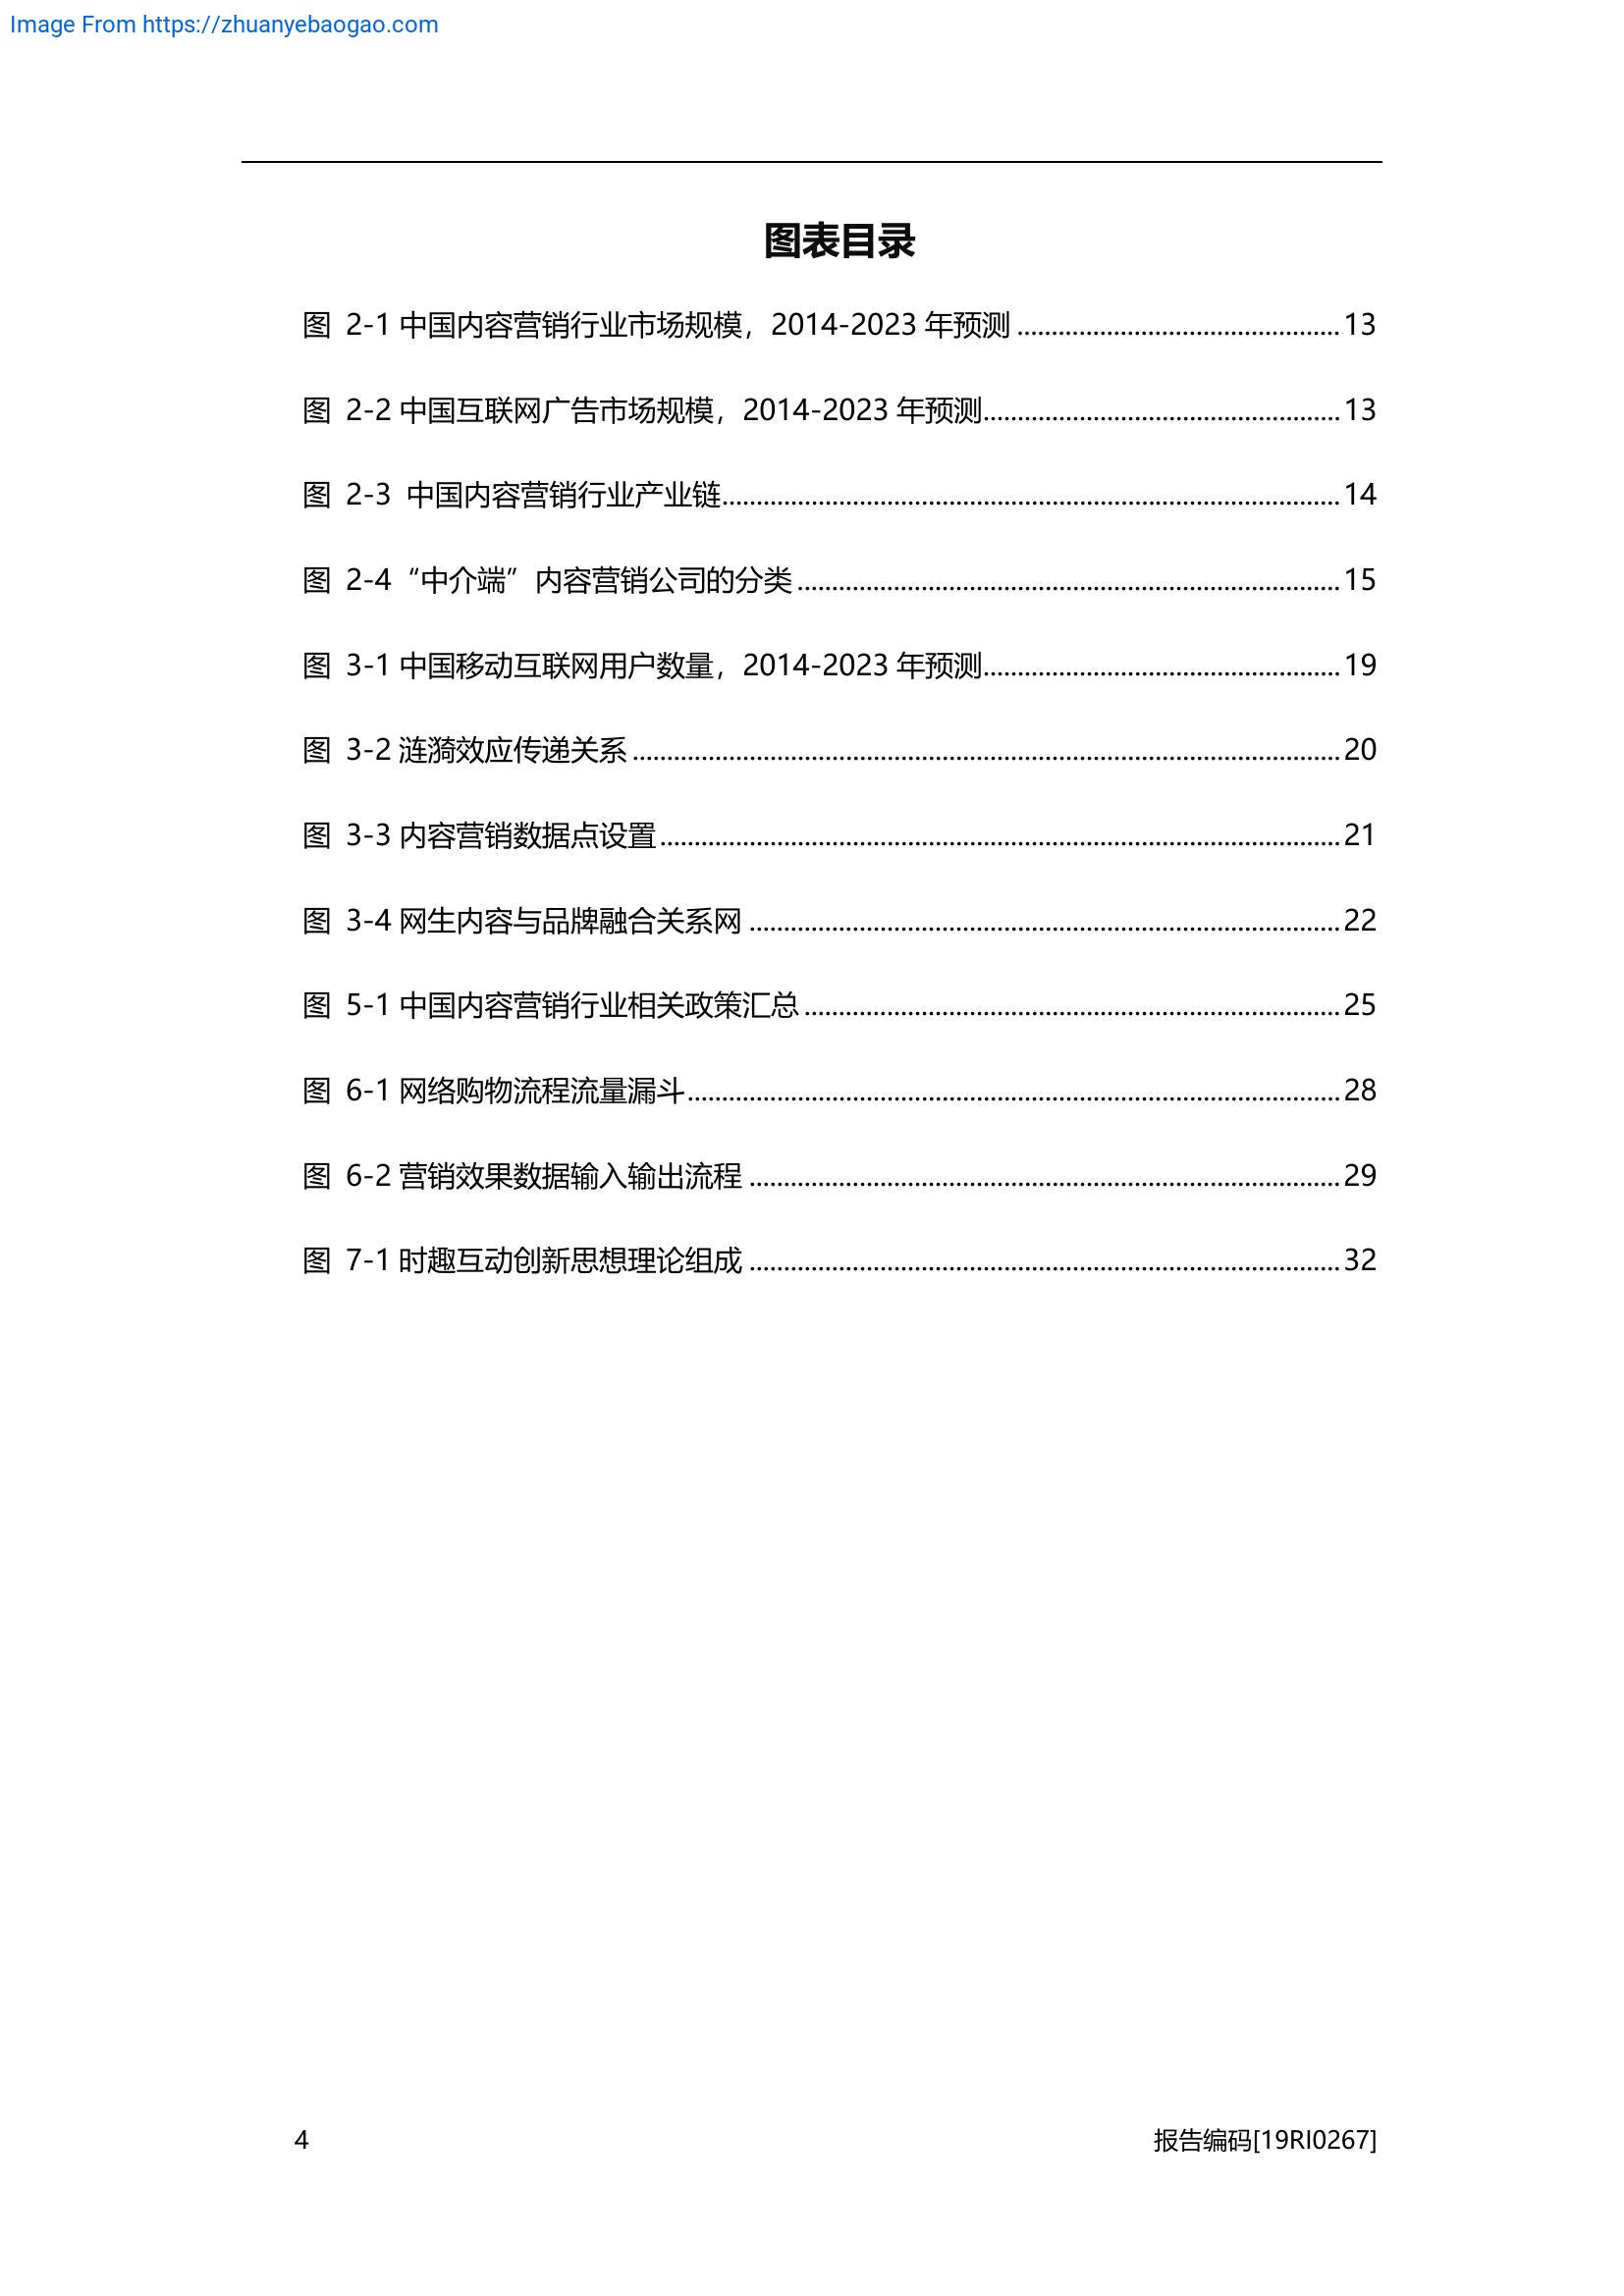 Image From https://zhuanyebaogao.com
图表目录
图 2-1 中国内容营销行业市场规模，2014-2023 年预测 ............................................... 13
图 2-2 中国互联网广告市场规模，2014-2023 年预测.................................................... 13
图 2-3 中国内容营销行业产业链.......................................................................................... 14
图 2-4“中介端”内容营销公司的分类 ............................................................................... 15
图 3-1 中国移动互联网用户数量，2014-2023 年预测.................................................... 19
图 3-2 涟漪效应传递关系 ....................................................................................................... 20
图 3-3 内容营销数据点设置 ................................................................................................... 21
图 3-4 网生内容与品牌融合关系网 ...................................................................................... 22
图 5-1 中国内容营销行业相关政策汇总 .............................................................................. 25
图 6-1 网络购物流程流量漏斗............................................................................................... 28
图 6-2 营销效果数据输入输出流程 ...................................................................................... 29
图 7-1 时趣互动创新思想理论组成 ...................................................................................... 32
4
报告编码[19RI0267]